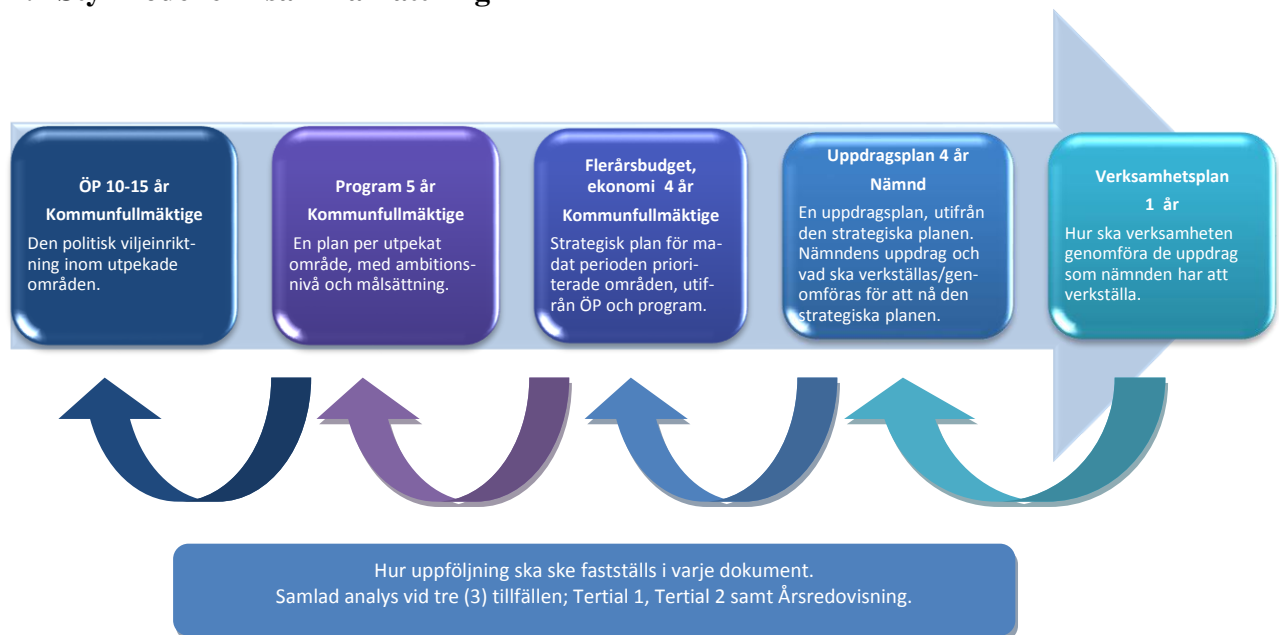 ÖP 10-15 år
Kommunfullmäktige
Den politisk viljeinrikt-
ning inom utpekade
områden.
Program 5 år
Kommunfullmäktige
En plan per utpekat
område, med ambitions-
nivå och målsättning.
Flerårsbudget,
ekonomi 4 år
Kommunfullmäktige
Strategisk plan för ma-
dat perioden priori-
terade områden, utif-
rån ÖP och program.
Uppdragsplan 4 år
Nämnd
En uppdragsplan, utifrån
den strategiska planen.
Nämndens uppdrag och
vad ska verkställas/gen-
omföras för att nå den
strategiska planen.
Verksamhetsplan
1 år
Hur ska verksamheten
genomföra de uppdrag
som nämnden har att
verkställa.
Hur uppföljning ska ske fastställs i varje dokument.
Samlad analys vid tre (3) tillfällen; Tertial 1, Tertial 2 samt Årsredovisning.